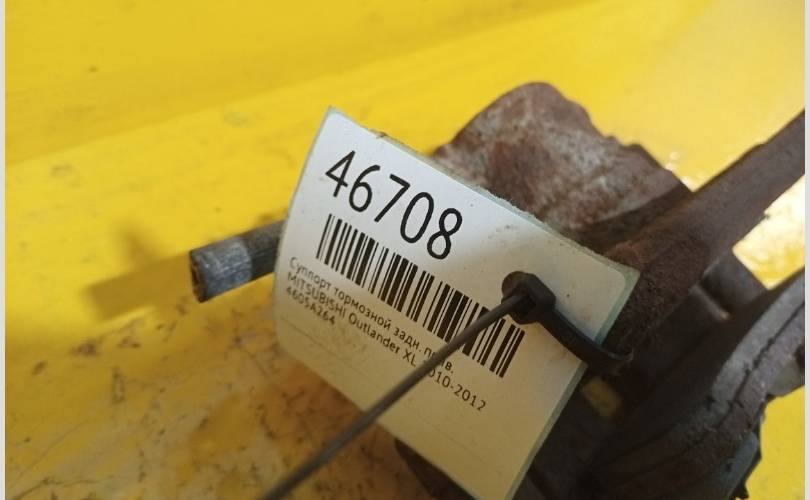 46708
Суппорт тормозной задн. прав.
MITSUBISHI Outlander XL 2010-2012
4605A264